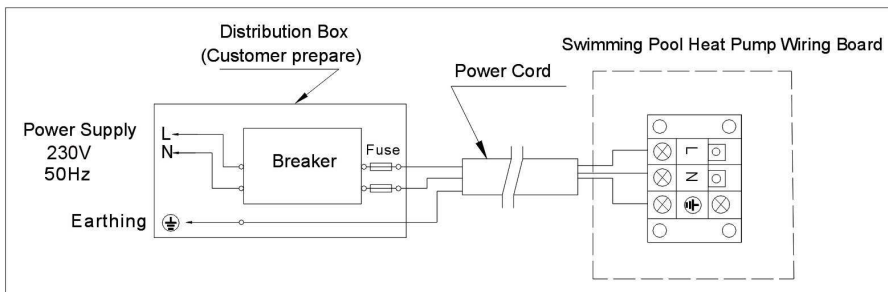 Distribution Box
(Customer prepare)
Swimming Pool Heat Pump Wiring Board
Power Cord
Power Supply
230V
50Hz
L
N
Breaker
Fuse
L
N
Earthing